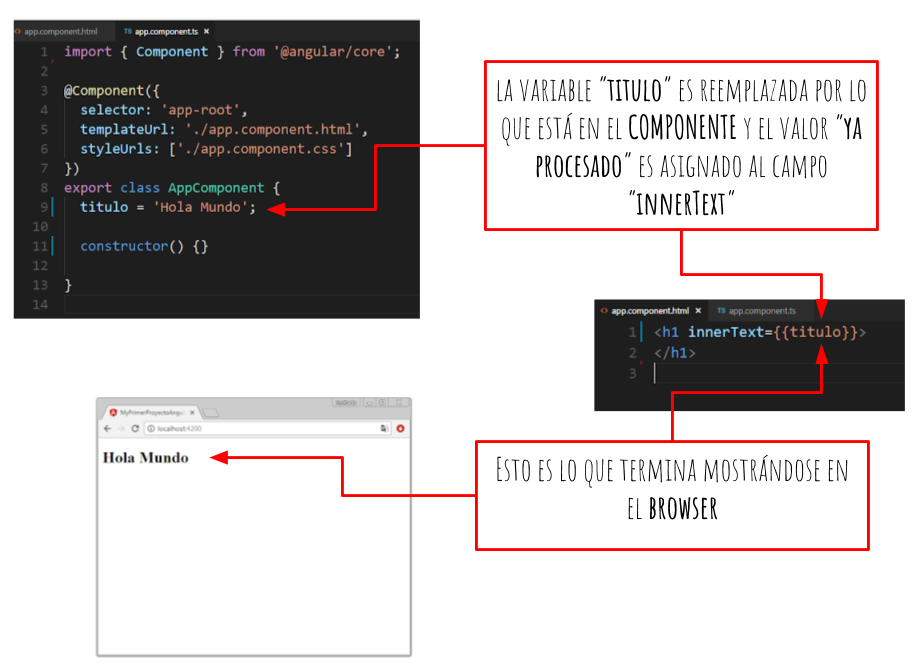 app.component.html TS app.component.ts ×
1 import { Component } from '@angular/core';
2
3 @Component({
4 selector: 'app-root',
5 templateUrl: './app.component.html',
6 styleUrls: ['./app.component.css']
7 })
8 export class AppComponent {
9 titulo = 'Hola Mundo';
10
11 constructor() {}
12
13 }
14
LA VARIABLE "TITULO" ES REEMPLAZADA POR LO
QUE ESTÁ EN EL COMPONENTE Y EL VALOR "YA
PROCESADO" ES ASIGNADO AL CAMPO
"INNERTEXT"
app.component.html × TS app.component.ts
1 <h1 innerText={{titulo}}>
2 </h1>
3
MyPrimerProyectoAngul ×
localhost:4200
Hola Mundo
ESTO ES LO QUE TERMINA MOSTRÁNDOSE EN
EL BROWSER